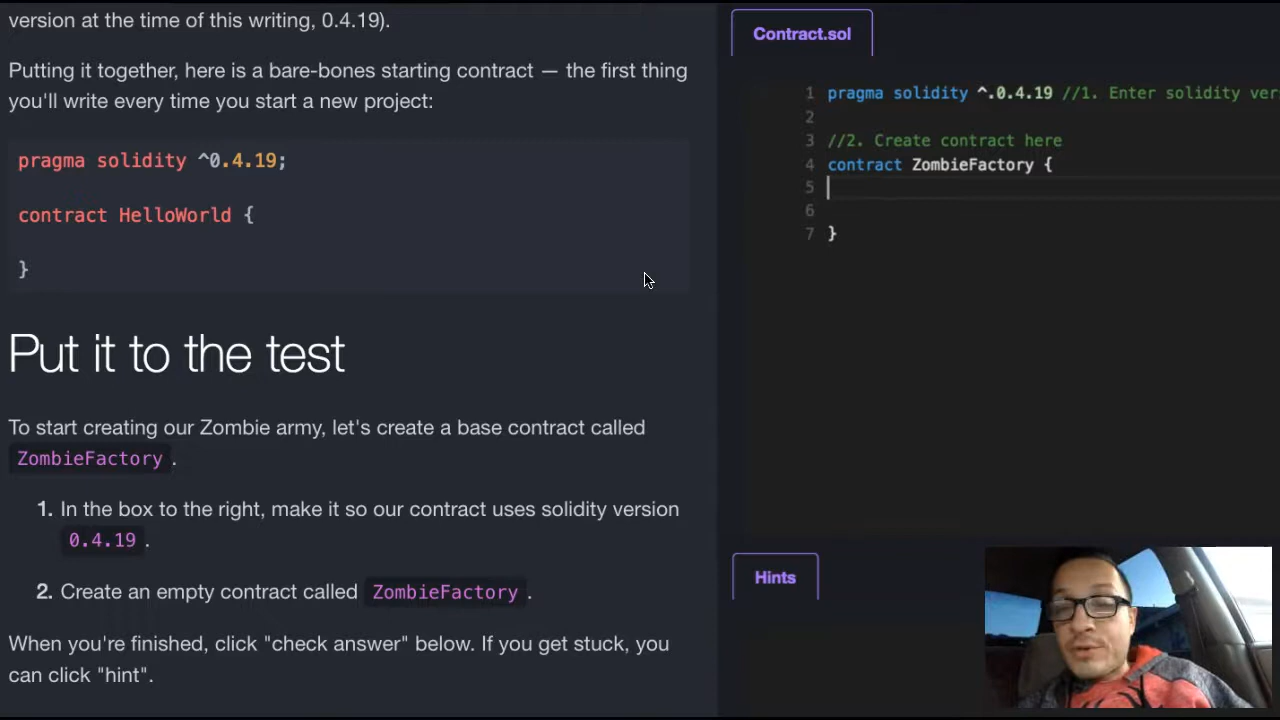 version at the time of this writing, 0.4.19).
Putting it together, here is a bare-bones starting contract — the first thing
you'll write every time you start a new project:
pragma solidity ^0.4.19;
contract HelloWorld {
}
Put it to the test
To start creating our Zombie army, let's create a base contract called
ZombieFactory .
1. In the box to the right, make it so our contract uses solidity version
0.4.19 .
2. Create an empty contract called ZombieFactory .
When you're finished, click "check answer" below. If you get stuck, you
can click "hint".
Contract.sol
1 pragma solidity ^.0.4.19 //1. Enter solidity ver
2
3 //2. Create contract here
4 contract ZombieFactory {
5
6
7 }
Hints